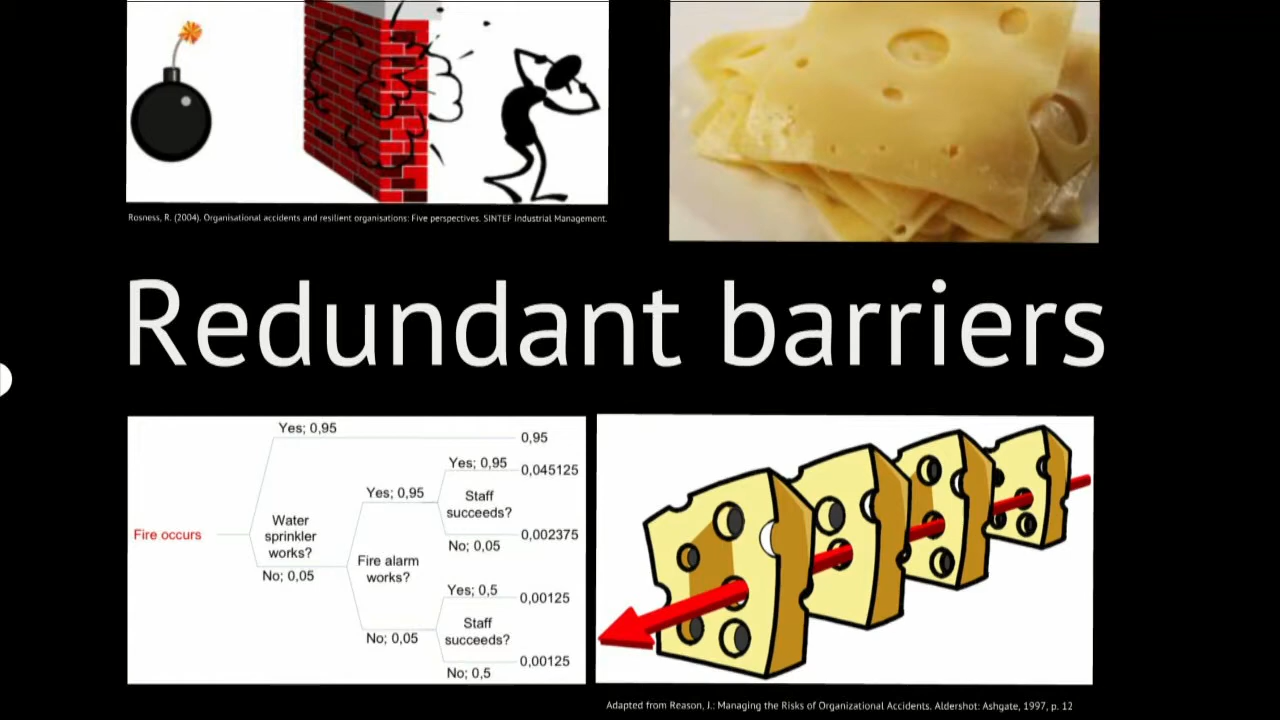 Rosness, R. (2004). Organisational accidents and resilient organisations: Five perspectives. SINTEF Industrial Management.
Redundant barriers
Yes; 0,95
0,95
Yes; 0,95
0,045125
Yes; 0,95
Staff
succeeds?
Water
sprinkler
works?
Fire occurs
0,002375
No; 0,05
Fire alarm
works?
No; 0,05
Yes; 0,5
0,00125
Staff
succeeds?
No; 0,05
0,00125
No; 0,5
Adapted from Reason, J.: Managing the Risks of Organizational Accidents. Aldershot: Ashgate, 1997, p. 12